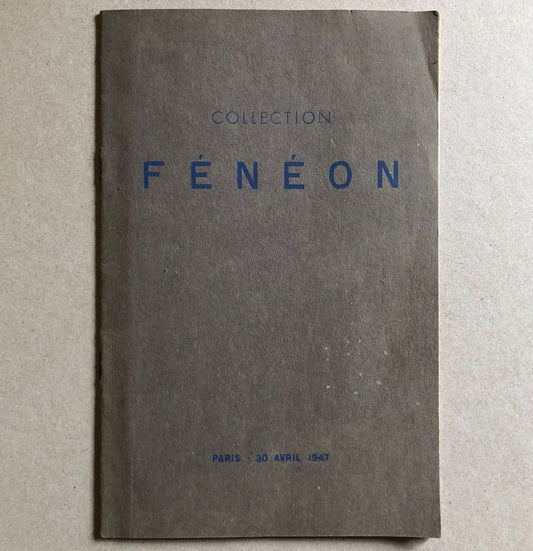 COLLECTION
FÉNÉON
PARIS - 30 AVRIL 1947